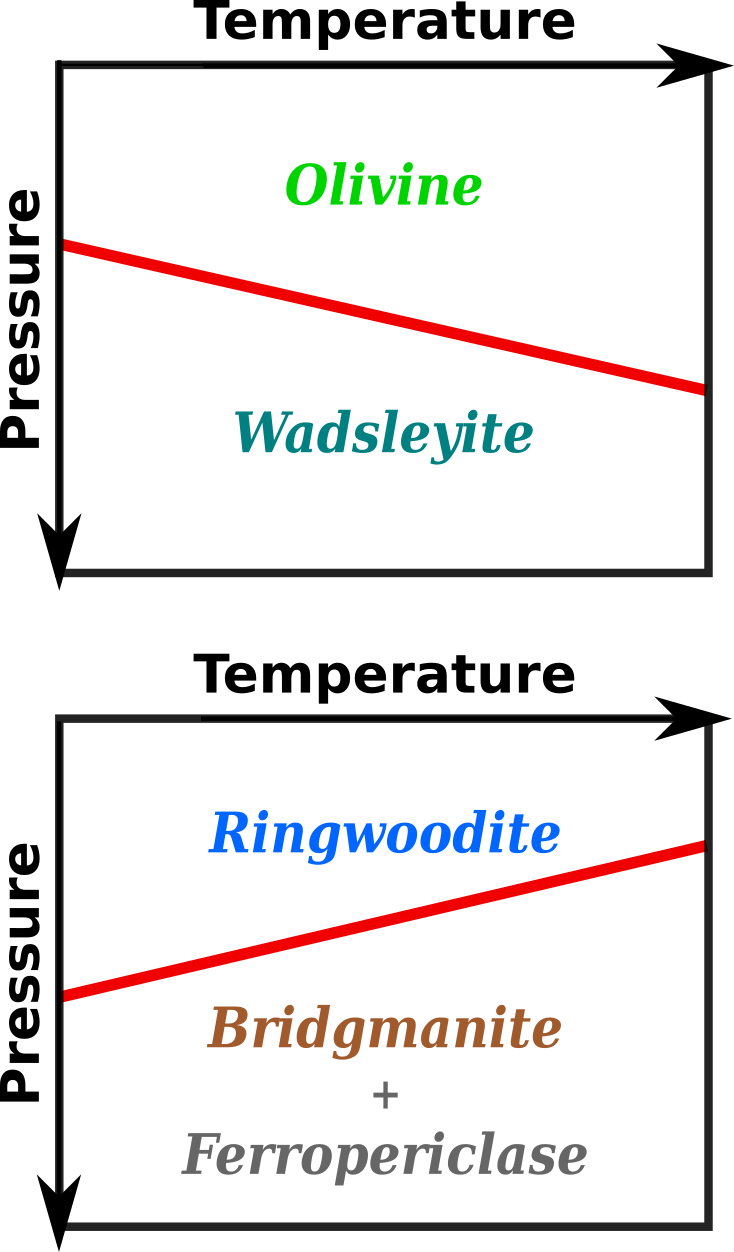 Temperature
Pressure
Olivine
Wadsleyite
Temperature
Pressure
Ringwoodite
Bridgmanite
+
Ferropericlase